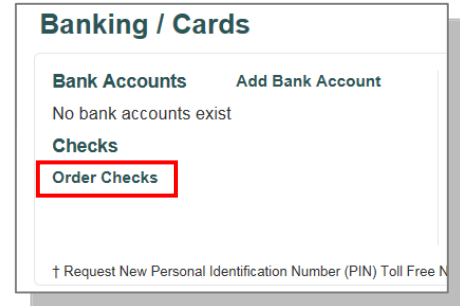 Banking / Cards
Bank Accounts Add Bank Account
No bank accounts exist
Checks
Order Checks
† Request New Personal Identification Number (PIN) Toll Free